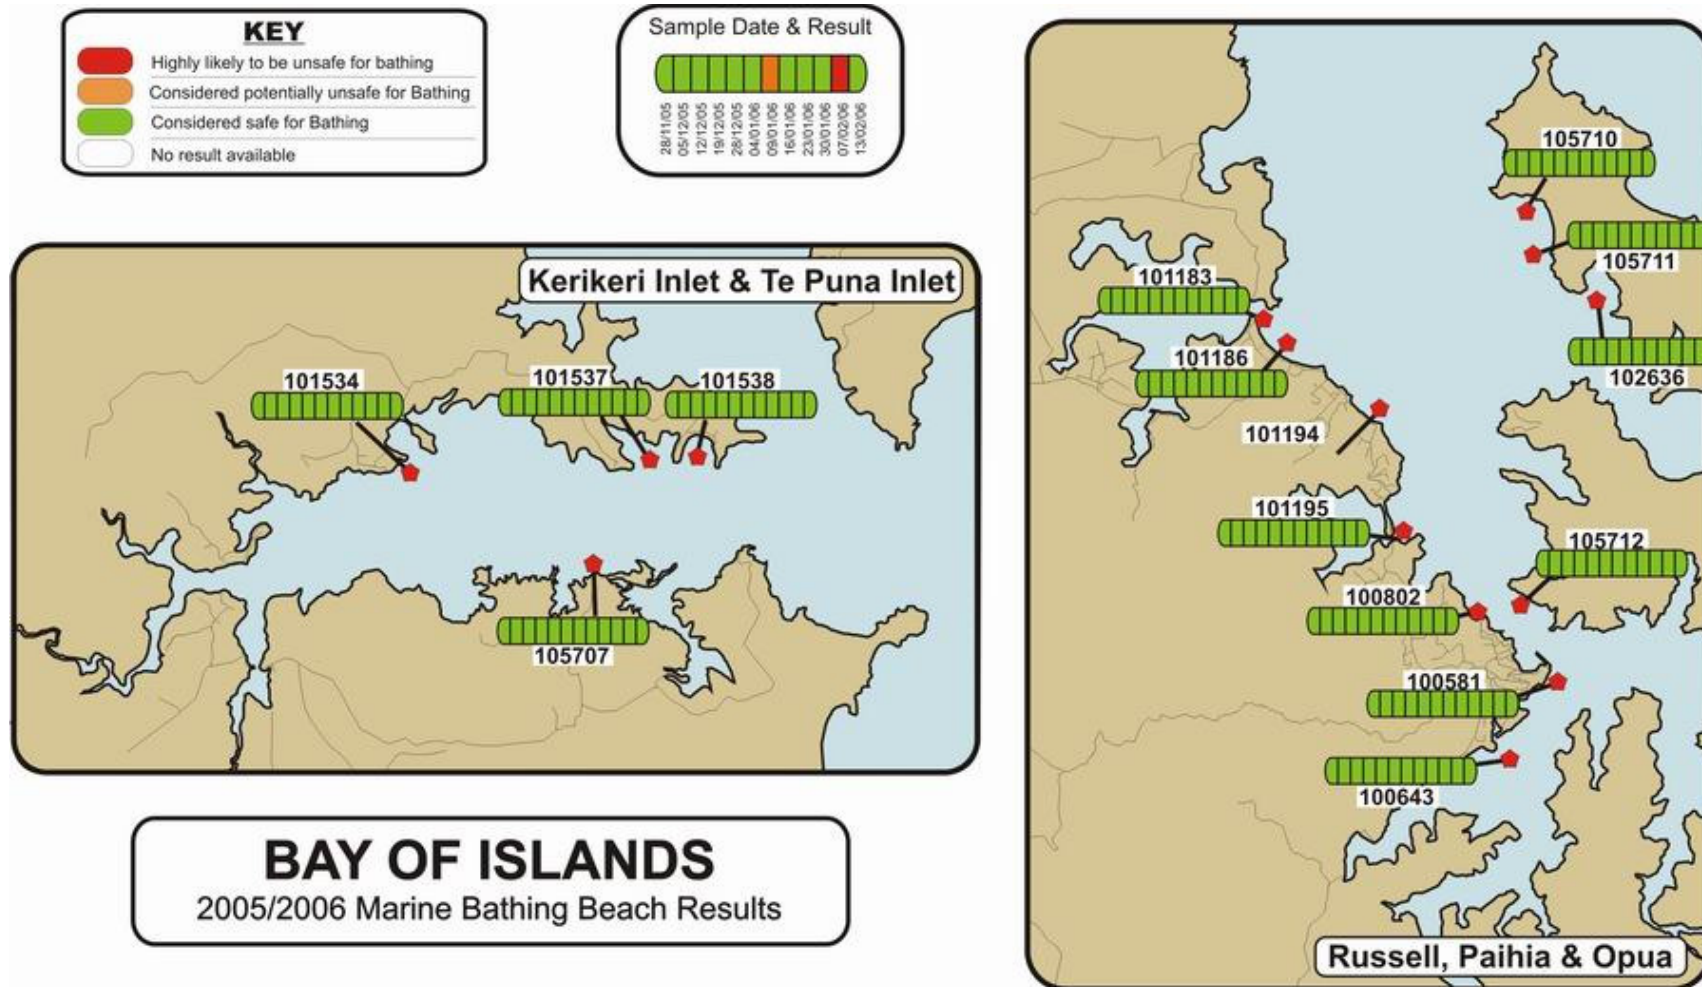 KEY
Highly likely to be unsafe for bathing
Considered potentially unsafe for Bathing
Considered safe for Bathing
No result available
Sample Date & Result
28/11/05
05/12/05
12/12/05
19/12/05
28/12/05
04/01/06
09/01/06
16/01/06
23/01/06
30/01/06
07/02/06
13/02/06
Kerikeri Inlet & Te Puna Inlet
101534
101537
101538
105707
BAY OF ISLANDS
2005/2006 Marine Bathing Beach Results
105710
105711
101183
101186
102636
101194
101195
105712
100802
100581
100643
Russell, Paihia & Opua